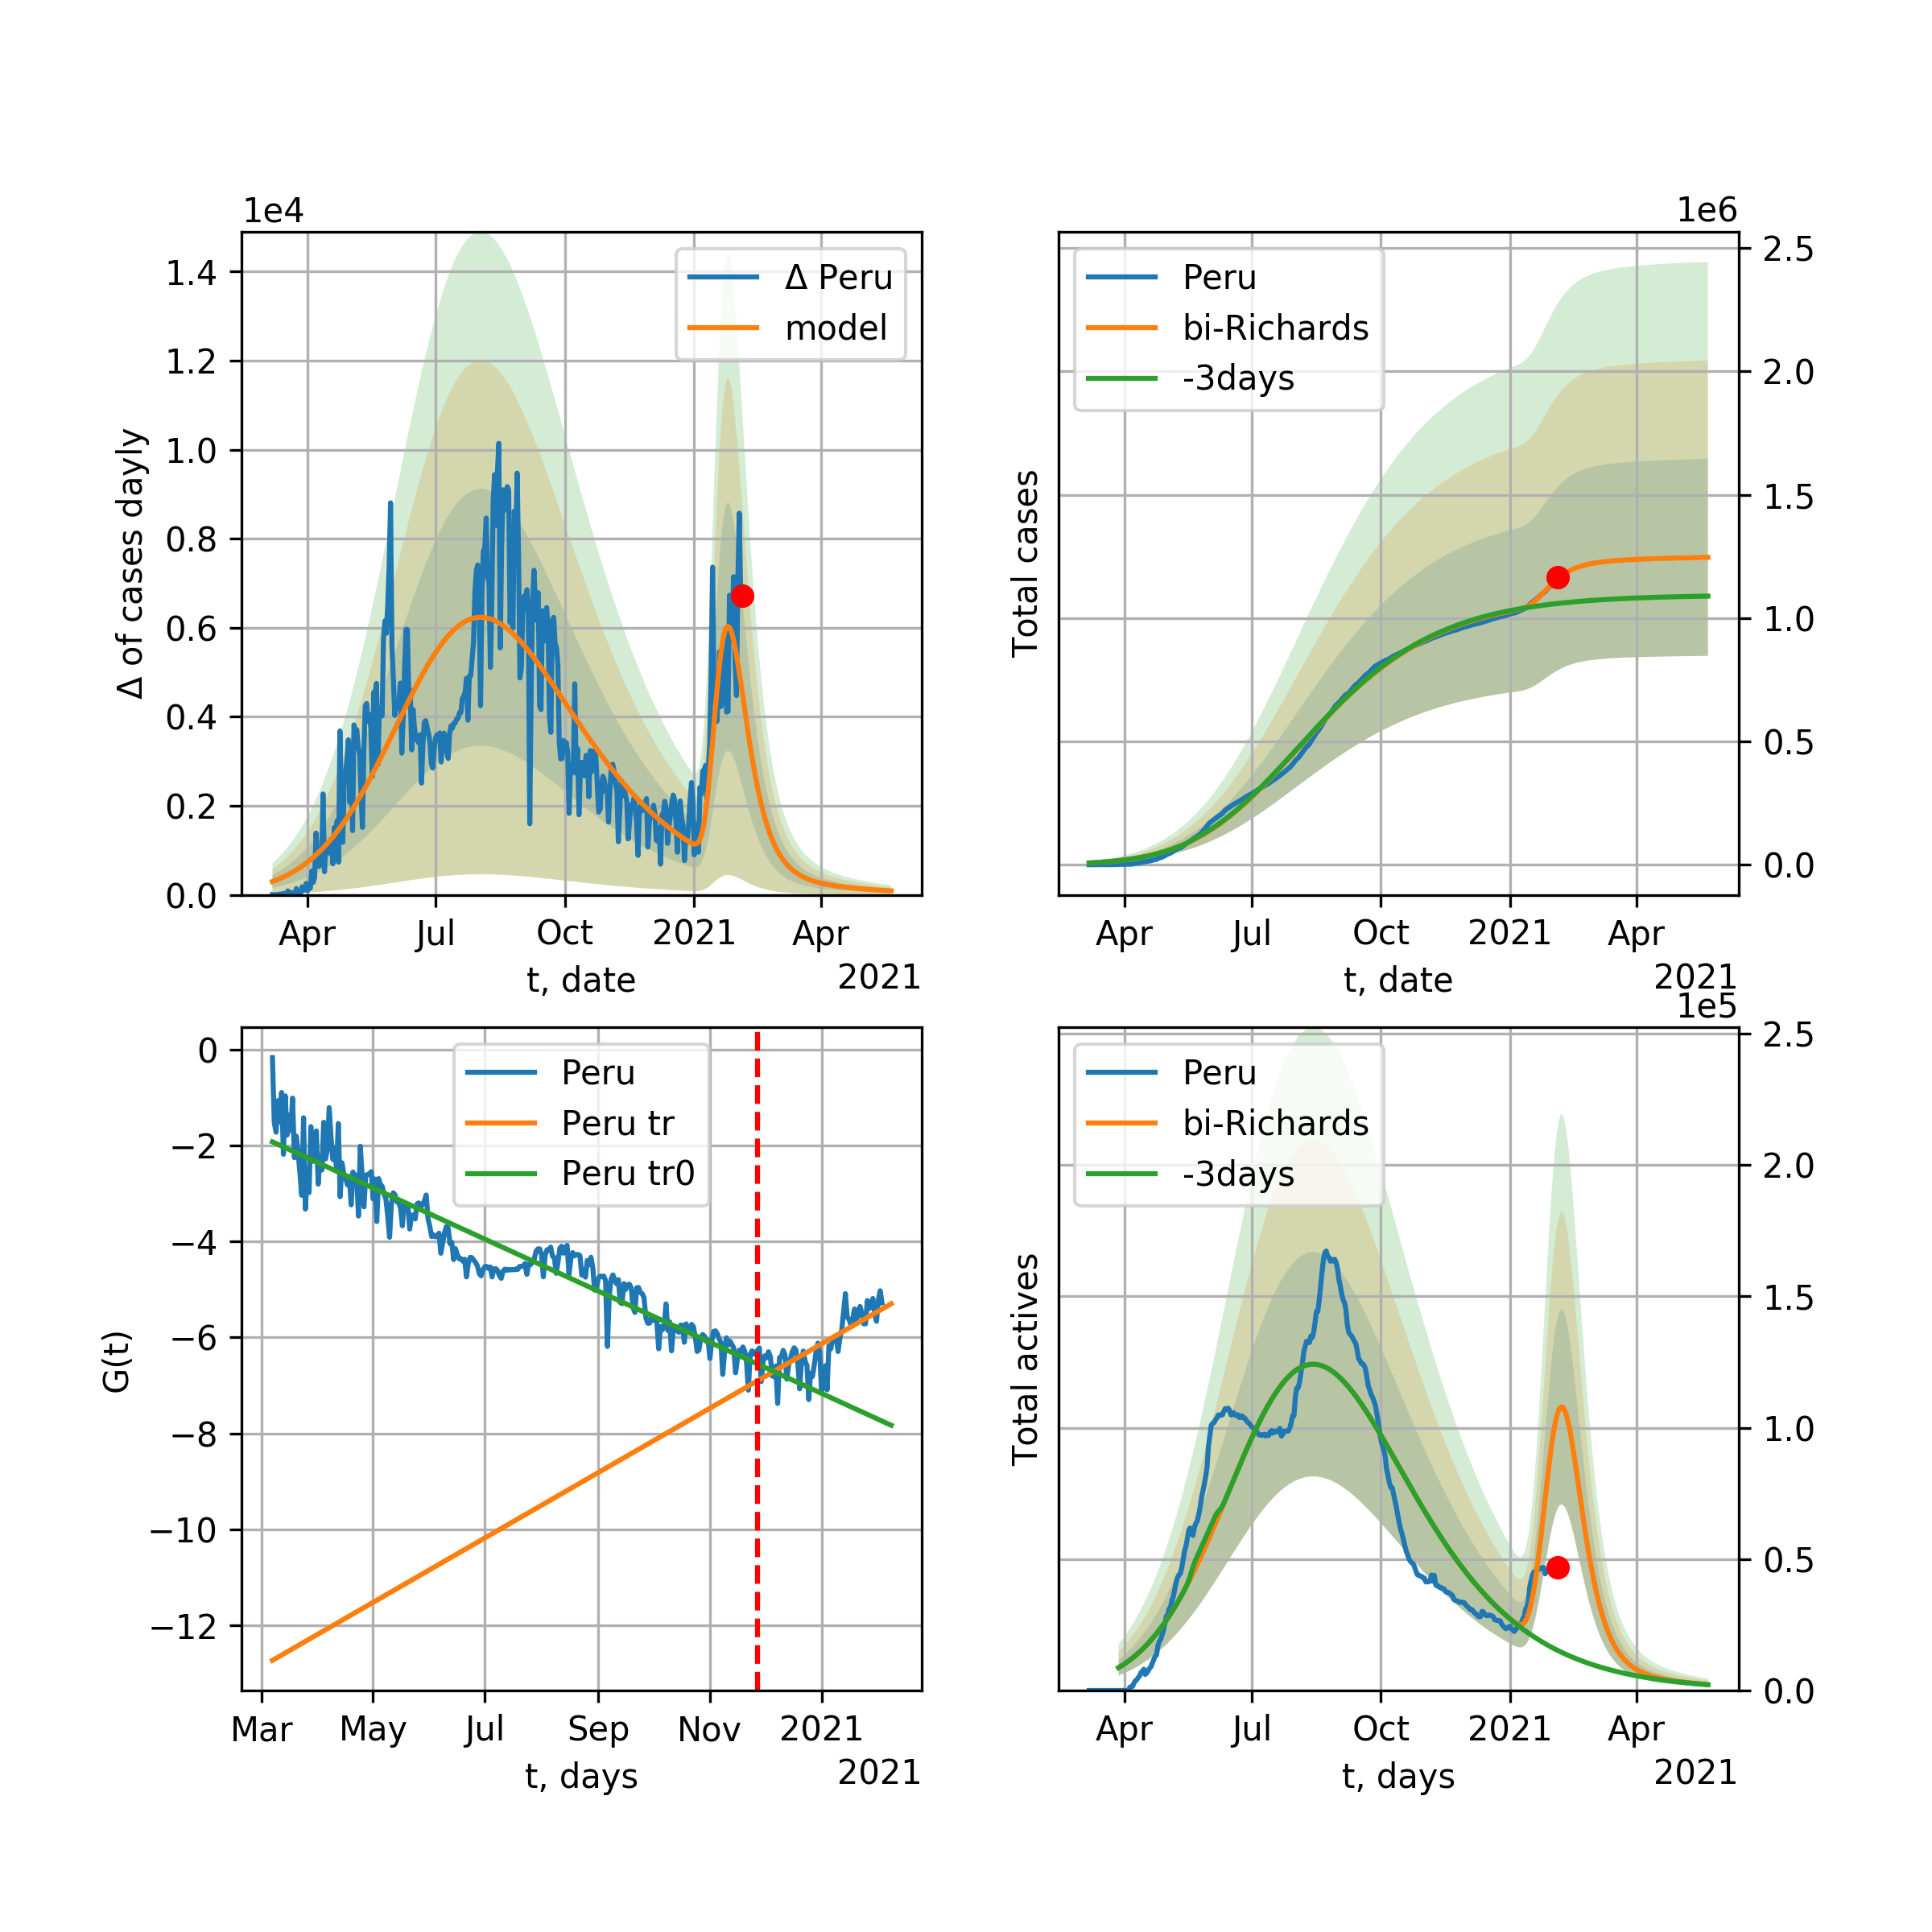 1e4
1.4
1.2
1.0
0.8
0.6
0.4
0.2
0.0
Δ of cases dayly
Δ Peru
model
Apr Jul Oct 2021 Apr
t, date
2021
1e6
2.5
2.0
1.5
1.0
0.5
0.0
Total cases
Peru
bi-Richards
-3days
Apr Jul Oct 2021 Apr
t, date
2021
0
−2
−4
−6
−8
−10
−12
G(t)
Peru
Peru tr
Peru tr0
Mar May Jul Sep Nov 2021
t, days
2021
1e5
2.5
2.0
1.5
1.0
0.5
0.0
Total actives
Peru
bi-Richards
-3days
Apr Jul Oct 2021 Apr
t, days
2021